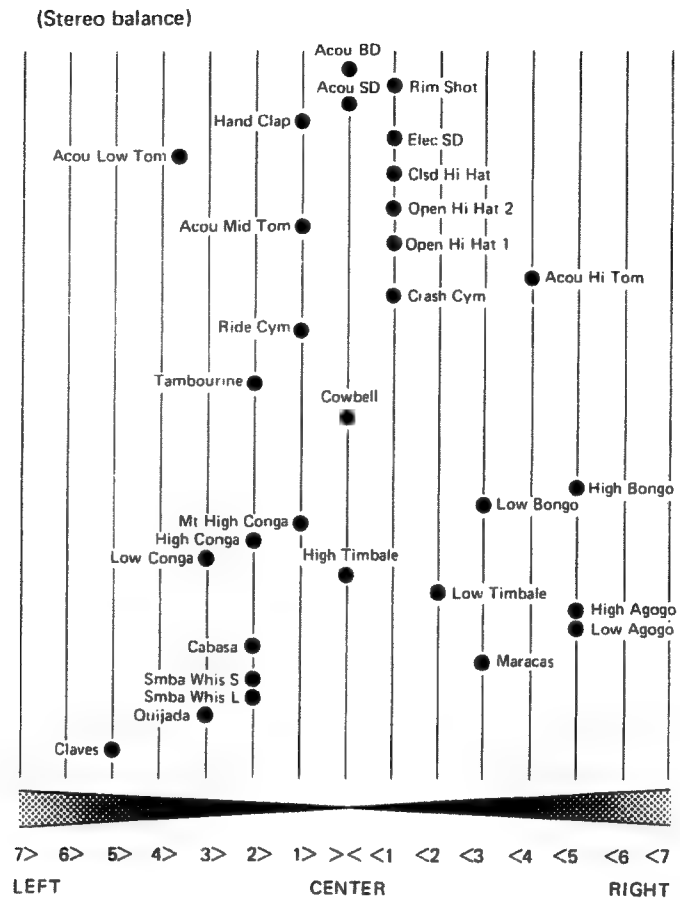 (Stereo balance)
Acou BD
Rim Shot
Acou SD
Hand Clap
Elec SD
Acou Low Tom
Clsd Hi Hat
Open Hi Hat 2
Acou Mid Tom
Open Hi Hat 1
Acou Hi Tom
Crash Cym
Ride Cym
Tambourine
Cowbell
High Bongo
Low Bongo
Mt High Conga
High Conga
Low Conga
High Timbale
Low Timbale
High Agogo
Low Agogo
Cabasa
Maracas
Smba Whis S
Smba Whis L
Quijada
Claves
7> 6> 5> 4> 3> 2> 1> >< <1 <2 <3 <4 <5 <6 <7
LEFT CENTER RIGHT